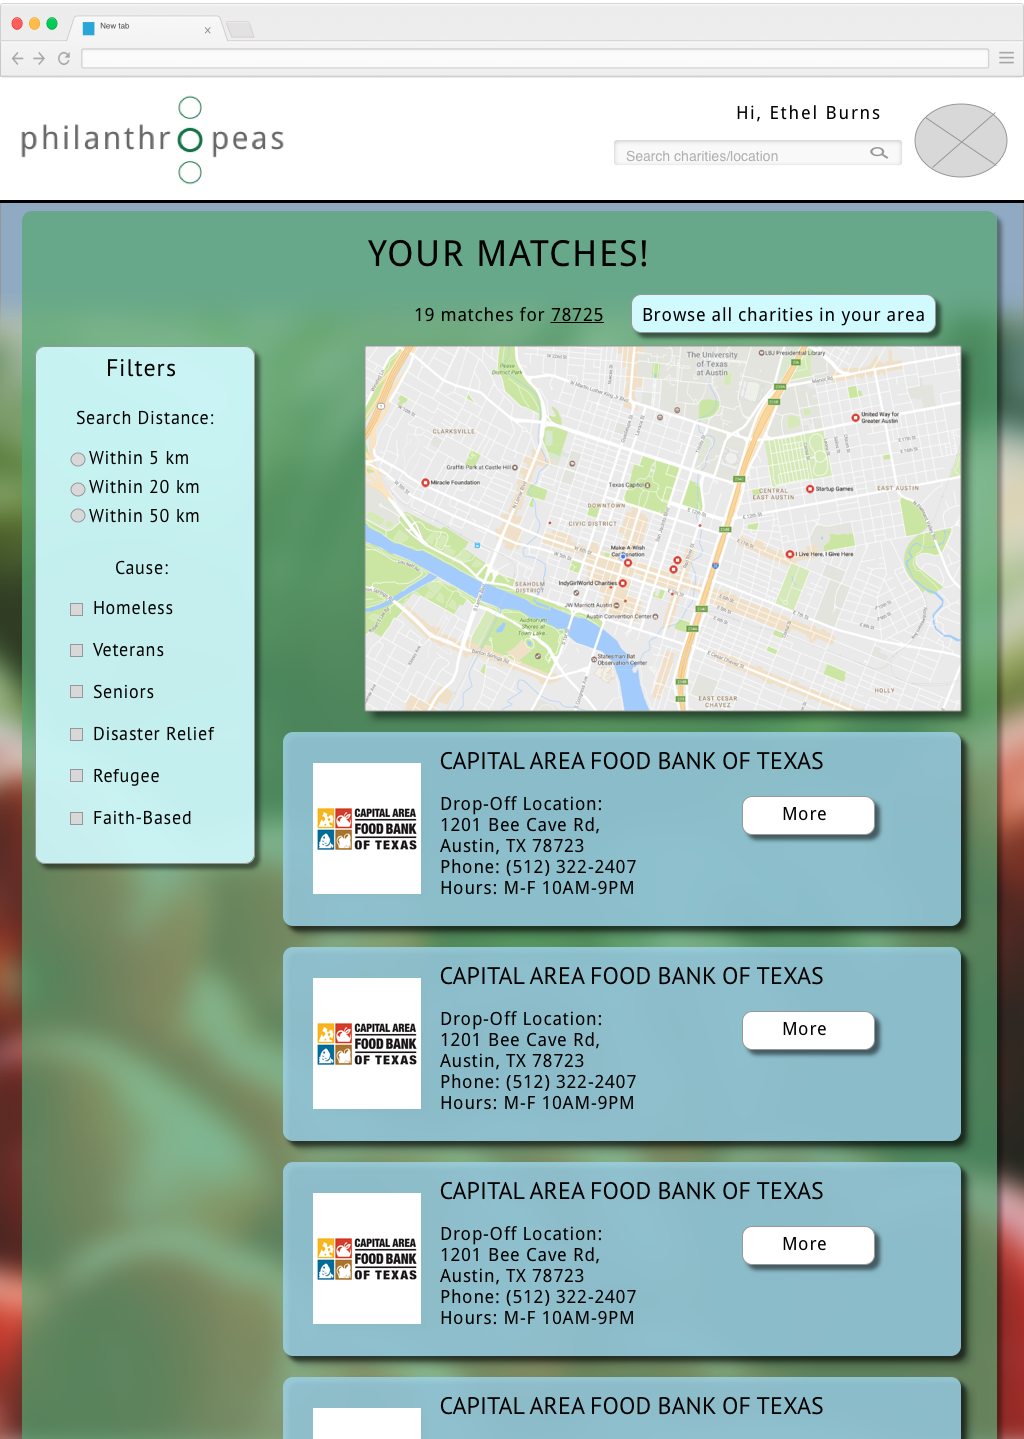 New tab
philanthropeas
Hi, Ethel Burns
Search charities/location
YOUR MATCHES!
19 matches for 78725
Browse all charities in your area
Filters
Search Distance:
Within 5 km
Within 20 km
Within 50 km
Cause:
Homeless
Veterans
Seniors
Disaster Relief
Refugee
Faith-Based
The University
of Texas
at Austin
LBJ Presidential Library
Pease
District Park
United Way for
Greater Austin
CLARKSVILLE
Graffiti Park at Castle Hill
Miracle Foundation
Texas Capitol
Startup Games
CENTRAL
EAST AUSTIN
EAST AUSTIN
DOWNTOWN
CIVIC DISTRICT
Make-A-Wish
I Live Here, I Give Here
SEAHOLM
DISTRICT
IndyGirlWorld Charities
JW Marriott Austin
Austin Convention Center
Auditorium
Shores at
Town Lake
Statesman Bat
Observation Center
EAST CESAR
CHAVEZ
HOLLY
CAPITAL AREA FOOD BANK OF TEXAS
CAPITAL AREA
FOOD BANK
OF TEXAS
Drop-Off Location:
1201 Bee Cave Rd,
Austin, TX 78723
Phone: (512) 322-2407
Hours: M-F 10AM-9PM
More
CAPITAL AREA FOOD BANK OF TEXAS
CAPITAL AREA
FOOD BANK
OF TEXAS
Drop-Off Location:
1201 Bee Cave Rd,
Austin, TX 78723
Phone: (512) 322-2407
Hours: M-F 10AM-9PM
More
CAPITAL AREA FOOD BANK OF TEXAS
CAPITAL AREA
FOOD BANK
OF TEXAS
Drop-Off Location:
1201 Bee Cave Rd,
Austin, TX 78723
Phone: (512) 322-2407
Hours: M-F 10AM-9PM
More
CAPITAL AREA FOOD BANK OF TEXAS